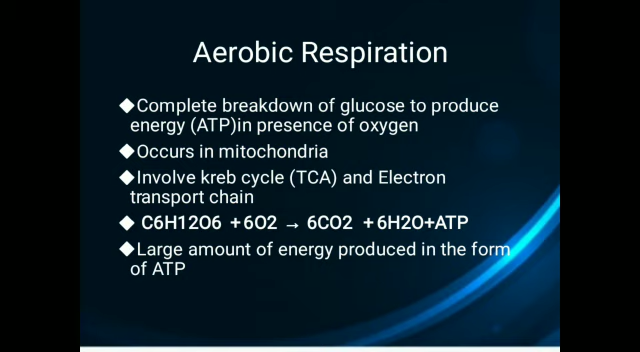 Aerobic Respiration
◆Complete breakdown of glucose to produce
energy (ATP)in presence of oxygen
◆Occurs in mitochondria
◆Involve kreb cycle (TCA) and Electron
transport chain
◆ C6H12O6 +6O2 → 6CO2 +6H2O+ATP
◆Large amount of energy produced in the form
of ATP